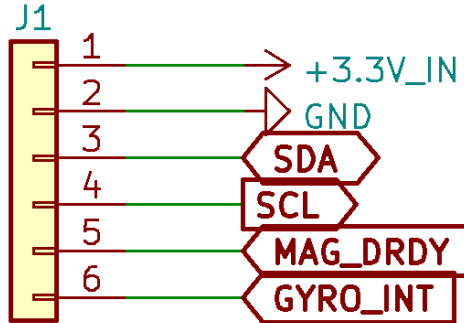 J1
1 +3.3V_IN
2 GND
3 SDA
4 SCL
5 MAG_DRDY
6 GYRO_INT